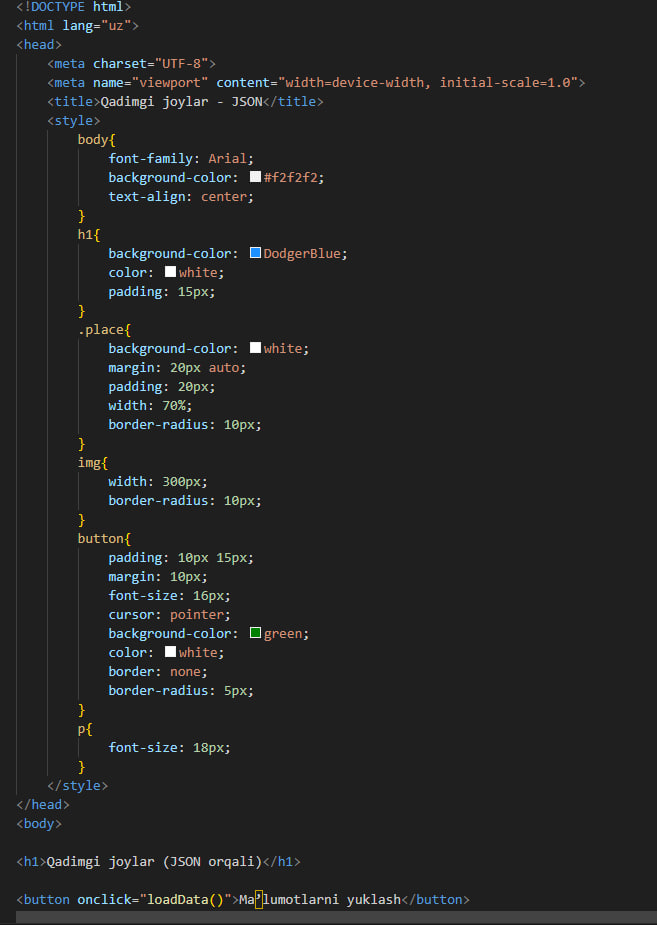 <!DOCTYPE html>
<html lang="uz">
<head>
    <meta charset="UTF-8">
    <meta name="viewport" content="width=device-width, initial-scale=1.0">
    <title>Qadimgi joylar - JSON</title>
    <style>
        body{
            font-family: Arial;
            background-color: #f2f2f2;
            text-align: center;
        }
        h1{
            background-color: DodgerBlue;
            color: white;
            padding: 15px;
        }
        .place{
            background-color: white;
            margin: 20px auto;
            padding: 20px;
            width: 70%;
            border-radius: 10px;
        }
        img{
            width: 300px;
            border-radius: 10px;
        }
        button{
            padding: 10px 15px;
            margin: 10px;
            font-size: 16px;
            cursor: pointer;
            background-color: green;
            color: white;
            border: none;
            border-radius: 5px;
        }
        p{
            font-size: 18px;
        }
    </style>
</head>
<body>
<h1>Qadimgi joylar (JSON orqali)</h1>
<button onclick="loadData()">Ma’lumotlarni yuklash</button>